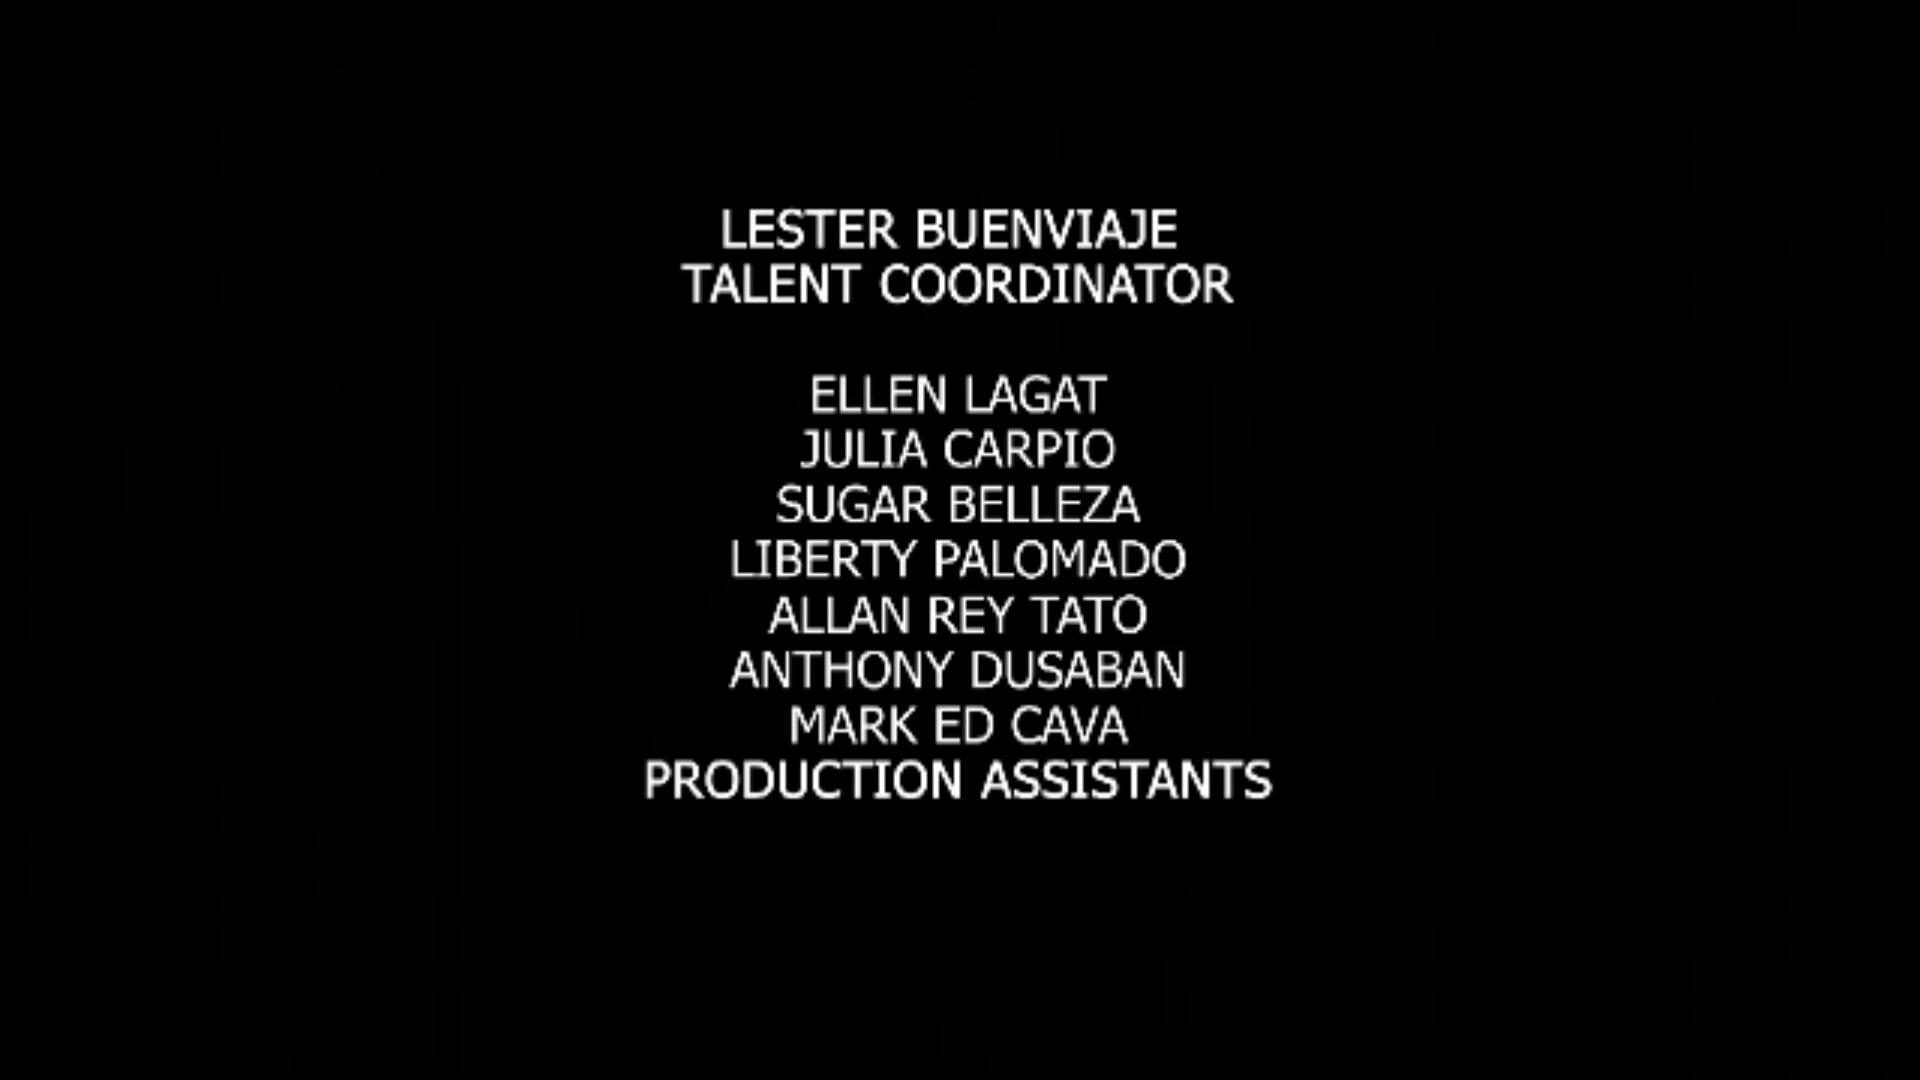 LESTER BUENVIAJE
TALENT COORDINATOR
ELLEN LAGAT
JULIA CARPIO
SUGAR BELLEZA
LIBERTY PALOMADO
ALLAN REY TATO
ANTHONY DUSABAN
MARK ED CAVA
PRODUCTION ASSISTANTS